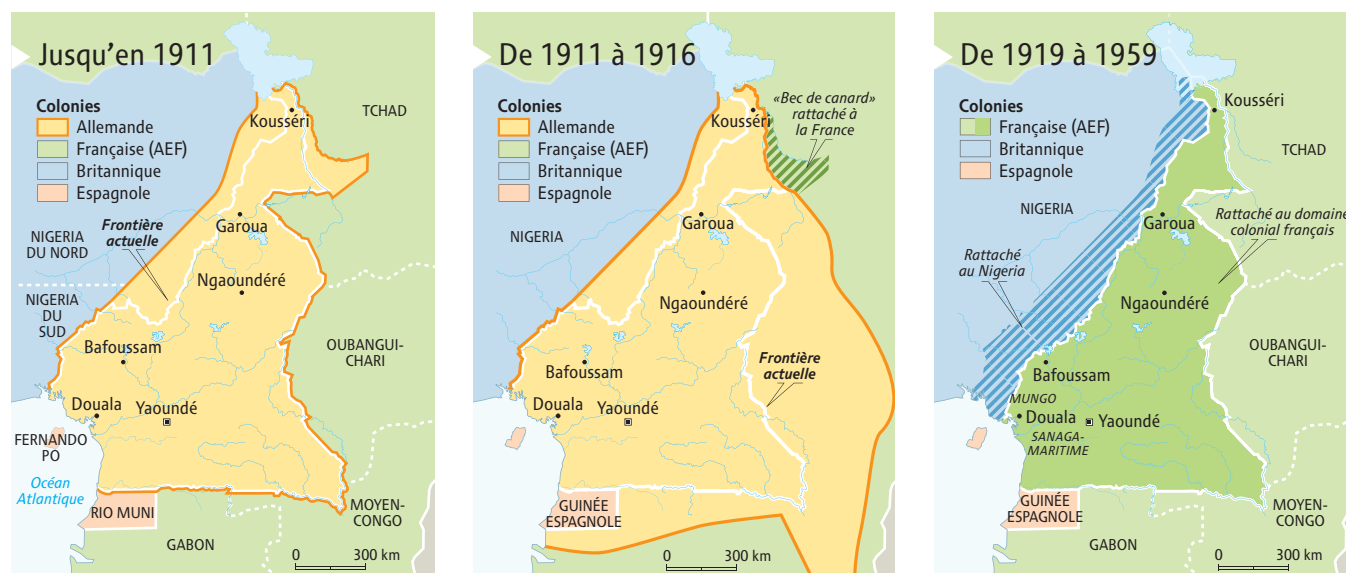 Jusqu'en 1911
Colonies
Allemande
Française (AEF)
Britannique
Espagnole
TCHAD
Kousséri
Frontière
actuelle
Garoua
NIGERIA
DU NORD
Ngaoundéré
NIGERIA
DU
SUD
Bafoussam
OUBANGUI-
CHARI
Douala
Yaoundé
FERNANDO
PO
Océan
Atlantique
RIO MUNI
MOYEN-
CONGO
GABON
0 300 km
De 1911 à 1916
Colonies
Allemande
Française (AEF)
Britannique
Espagnole
«Bec de canard»
rattaché à
la France
Kousséri
Garoua
NIGERIA
Ngaoundéré
Frontière
actuelle
Bafoussam
Douala
Yaoundé
GUINÉE
ESPAGNOLE
0 300 km
De 1919 à 1959
Colonies
Française (AEF)
Britannique
Espagnole
Kousséri
TCHAD
NIGERIA
Garoua
Rattaché au domaine
colonial français
Rattaché
au Nigeria
Ngaoundéré
OUBANGUI-
CHARI
Bafoussam
MUNGO
Douala
Yaoundé
SANAGA-
MARITIME
GUINÉE
ESPAGNOLE
MOYEN-
CONGO
GABON
0 300 km